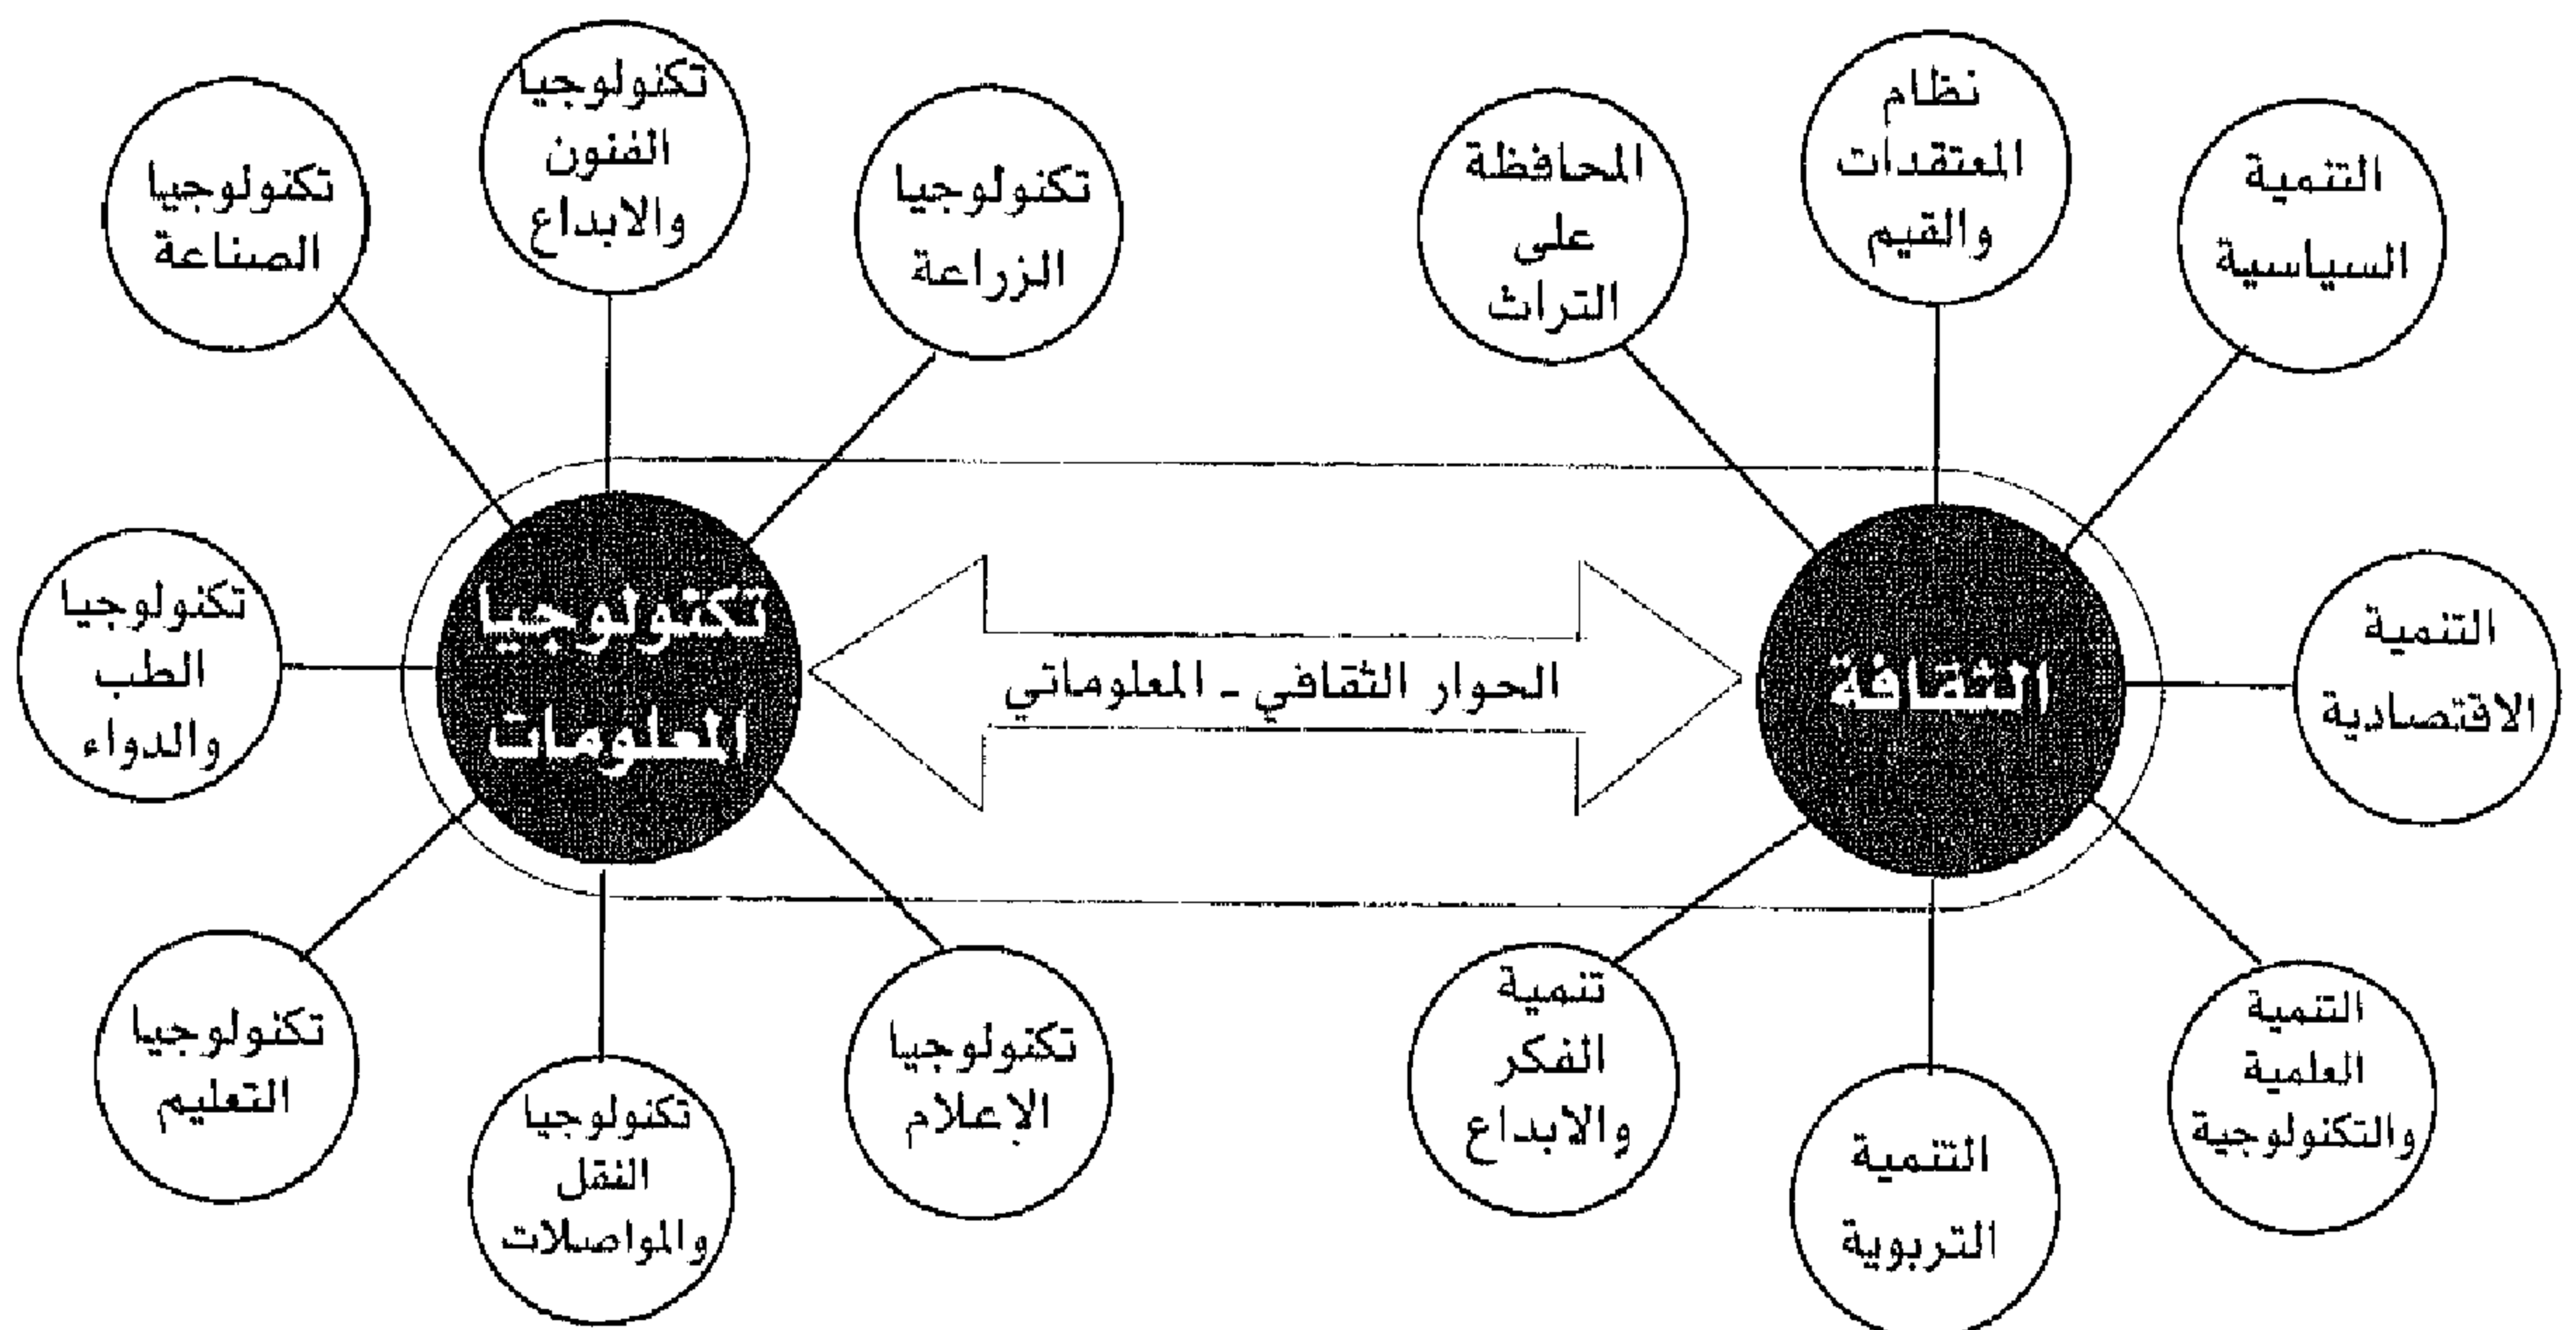 نظام
المعتقدات
والقيم
التنمية
السياسية
المحافظة
على
التراث
التنمية
الاقتصادية
الثقافة
التنمية
العلمية
والتكنولوجية
التنمية
التربوية
تنمية
الفكر
والابداع
الحوار الثقافي ـ المعلوماتي
تكنولوجيا
الزراعة
تكنولوجيا
الفنون
والابداع
تكنولوجيا
الصناعة
تكنولوجيا
المعلومات
تكنولوجيا
الطب
والدواء
تكنولوجيا
الإعلام
تكنولوجيا
النقل
والمواصلات
تكنولوجيا
التعليم